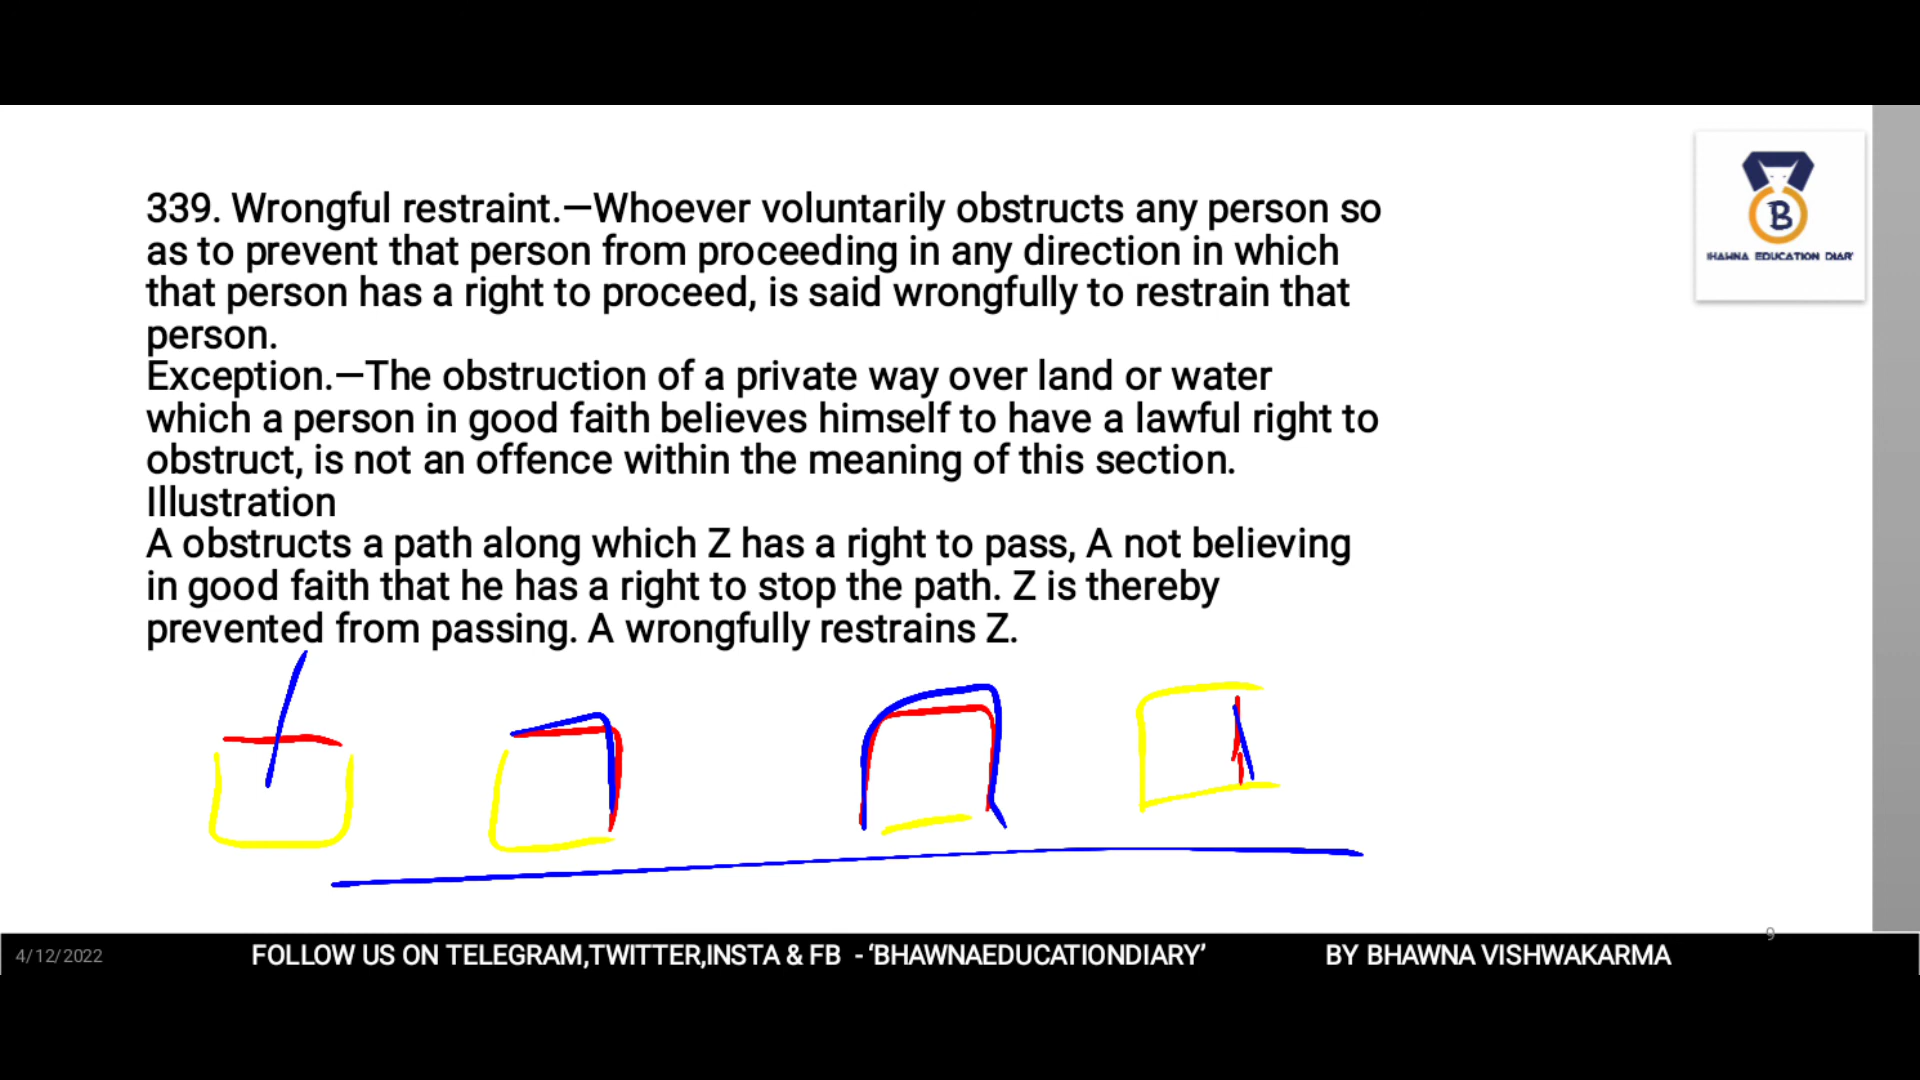 339. Wrongful restraint.—Whoever voluntarily obstructs any person so
as to prevent that person from proceeding in any direction in which
that person has a right to proceed, is said wrongfully to restrain that
person.
Exception.—The obstruction of a private way over land or water
which a person in good faith believes himself to have a lawful right to
obstruct, is not an offence within the meaning of this section.
Illustration
A obstructs a path along which Z has a right to pass, A not believing
in good faith that he has a right to stop the path. Z is thereby
prevented from passing. A wrongfully restrains Z.
B
HAWNA EDUCATION DIAR
9
4/12/2022
FOLLOW US ON TELEGRAM,TWITTER,INSTA & FB - ‘BHAWNAEDUCATIONDIARY’
BY BHAWNA VISHWAKARMA